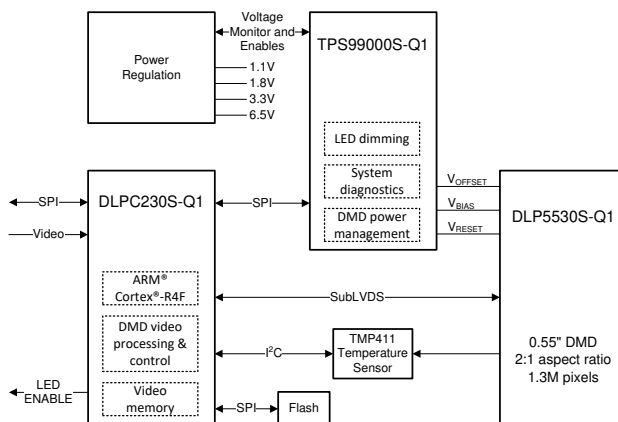 Voltage
Monitor and
Enables
Power
Regulation
1.1V
1.8V
3.3V
6.5V
TPS99000S-Q1
LED dimming
System
diagnostics
DMD power
management
VOFFSET
VBIAS
VRESET
DLP5530S-Q1
0.55" DMD
2:1 aspect ratio
1.3M pixels
SPI
Video
DLPC230S-Q1
SPI
ARM®
Cortex®-R4F
DMD video
processing &
control
Video
memory
LED
ENABLE
SubLVDS
I²C
TMP411
Temperature
Sensor
SPI
Flash